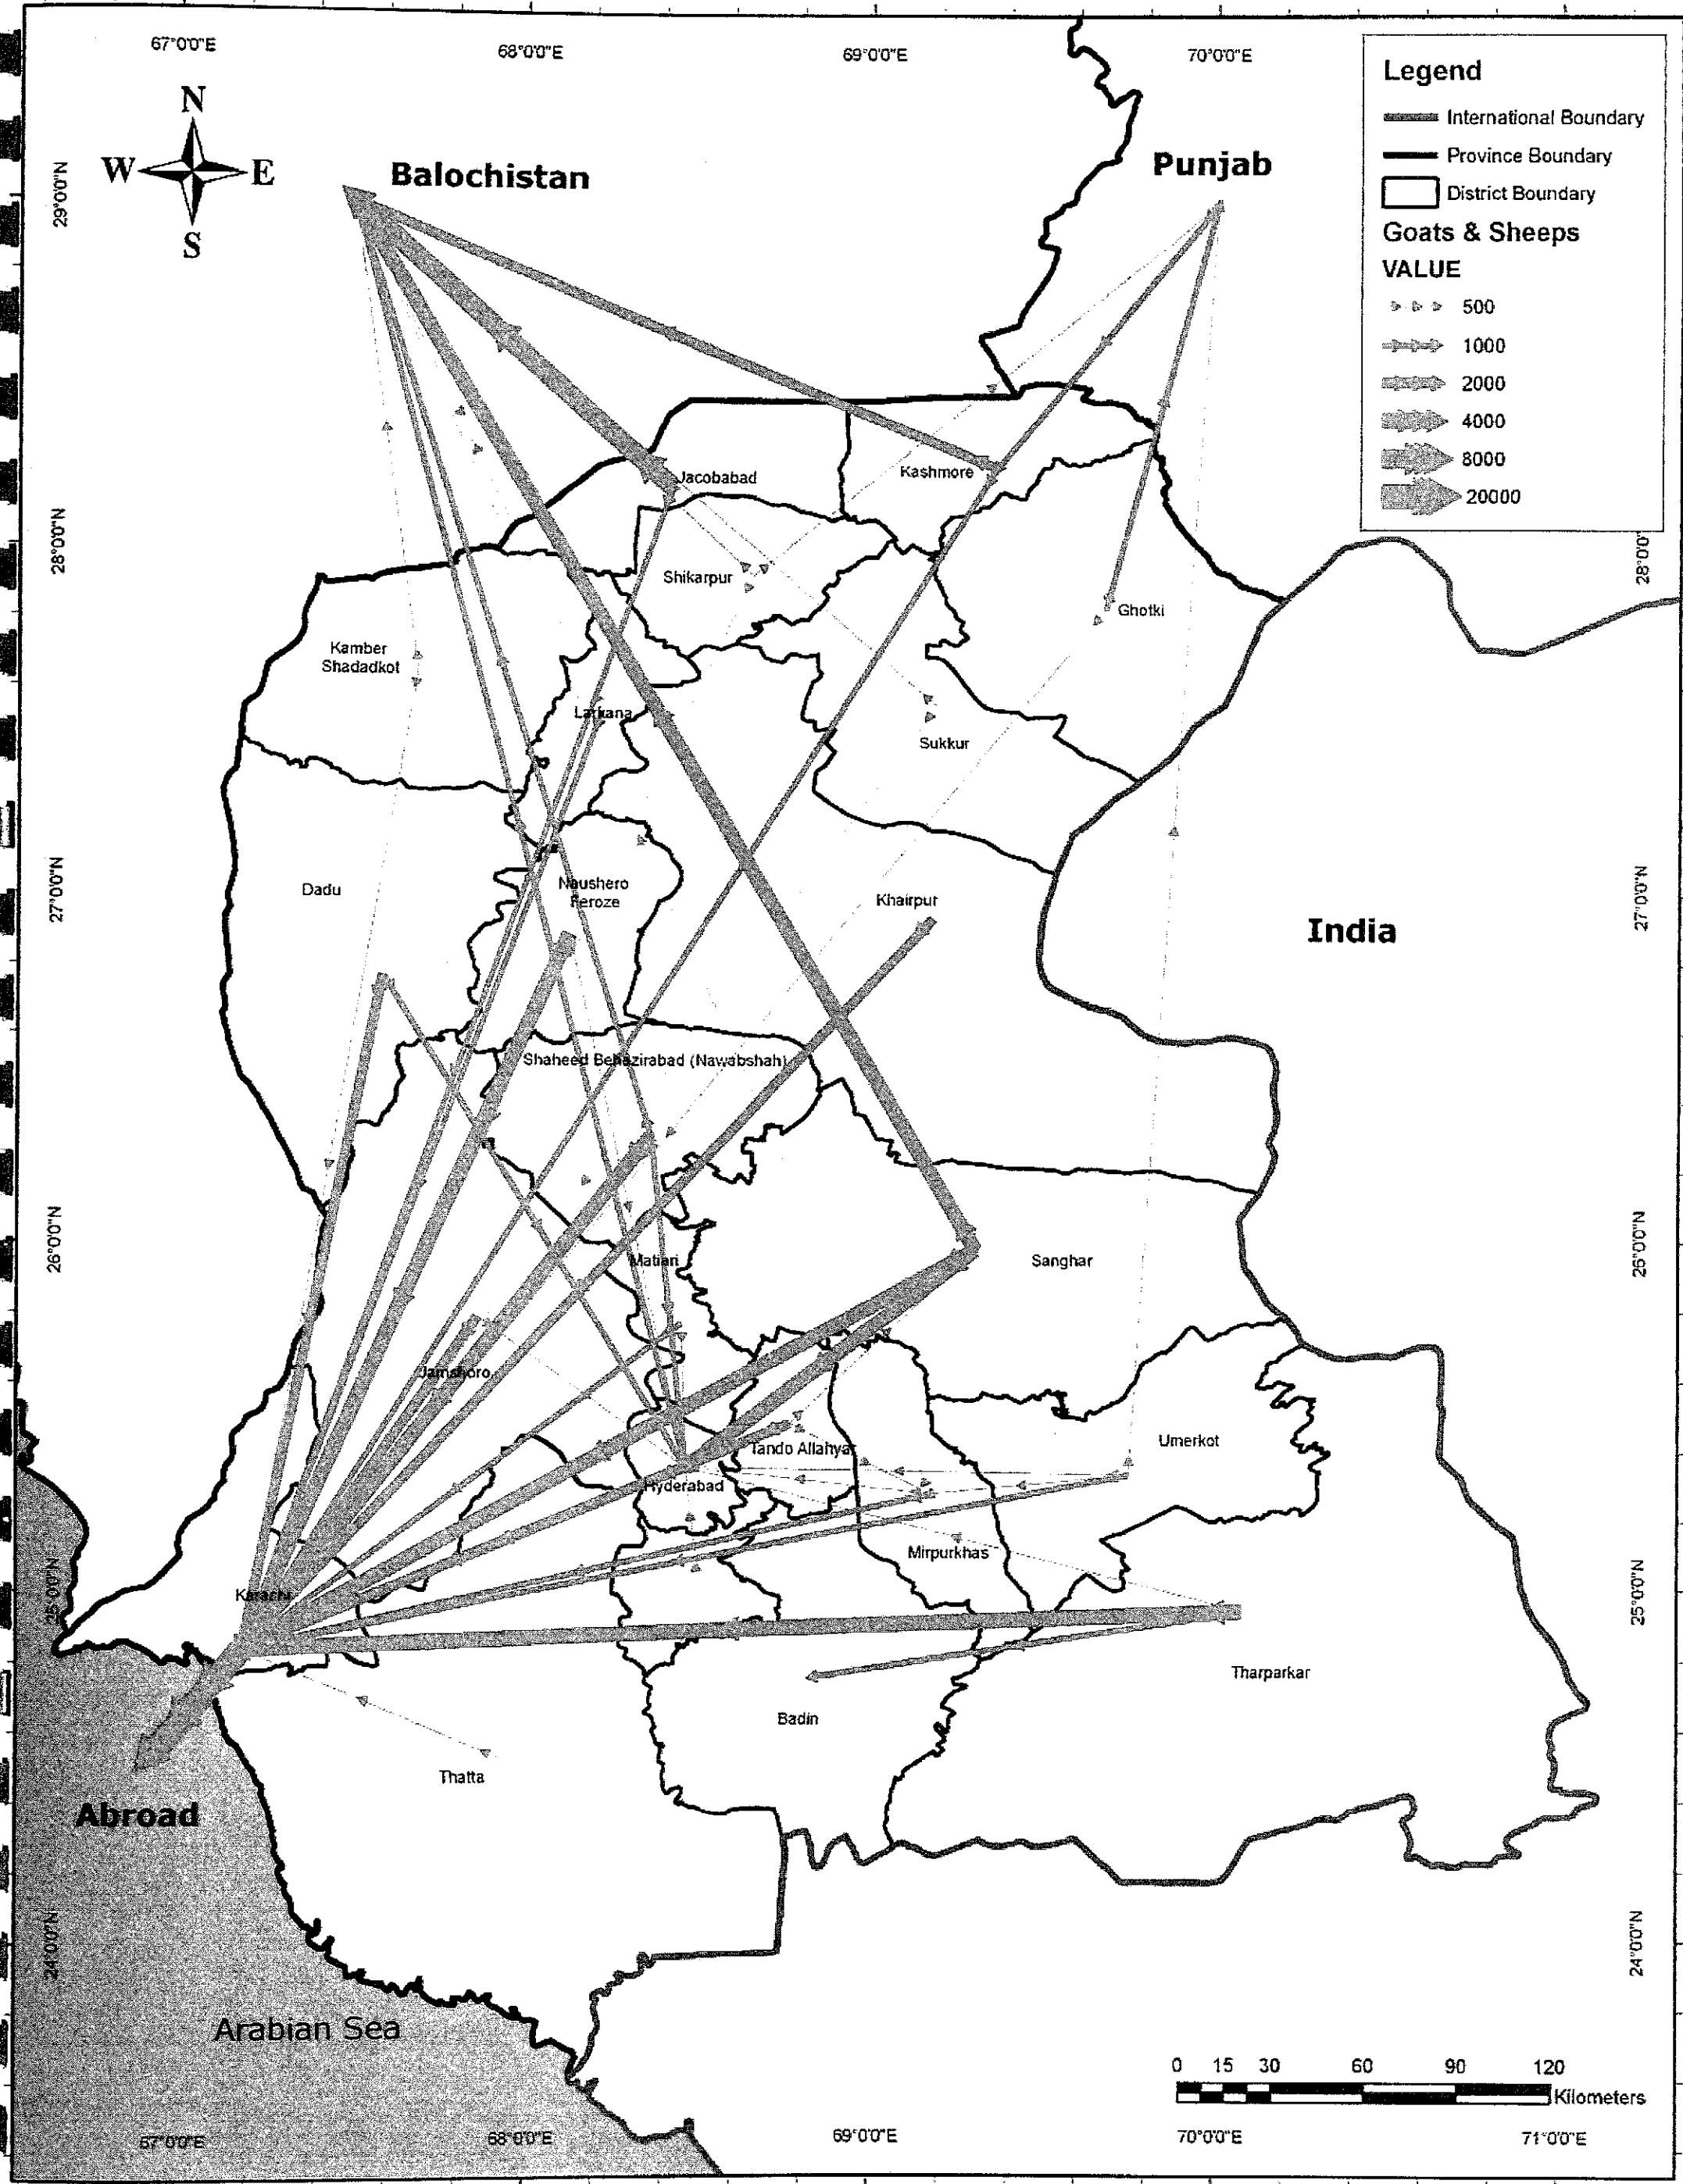 67°0'0"E
68°0'0"E
69°0'0"E
70°0'0"E
N
W E
S
Balochistan
Punjab
Legend
International Boundary
Province Boundary
District Boundary
Goats & Sheeps
VALUE
500
1000
2000
4000
8000
20000
29°0'0"N
Jacobabad
Kashmore
28°0'0"N
28°0'0"
Shikarpur
Ghotki
Kamber
Shadadkot
Larkana
Sukkur
27°0'0"N
Dadu
Naushero
Feroze
Khairpur
27°0'0"N
India
Shaheed Benazirabad (Nawabshah)
26°0'0"N
Matiari
Sanghar
26°0'0"N
Jamshoro
Tando Allahyar
Umerkot
Hyderabad
Mirpurkhas
25°0'0"N
Karachi
25°0'0"N
Tharparkar
Badin
Thatta
Abroad
24°0'0"N
24°0'0"N
Arabian Sea
0 15 30 60 90 120
Kilometers
67°0'0"E
68°0'0"E
69°0'0"E
70°0'0"E
71°0'0"E